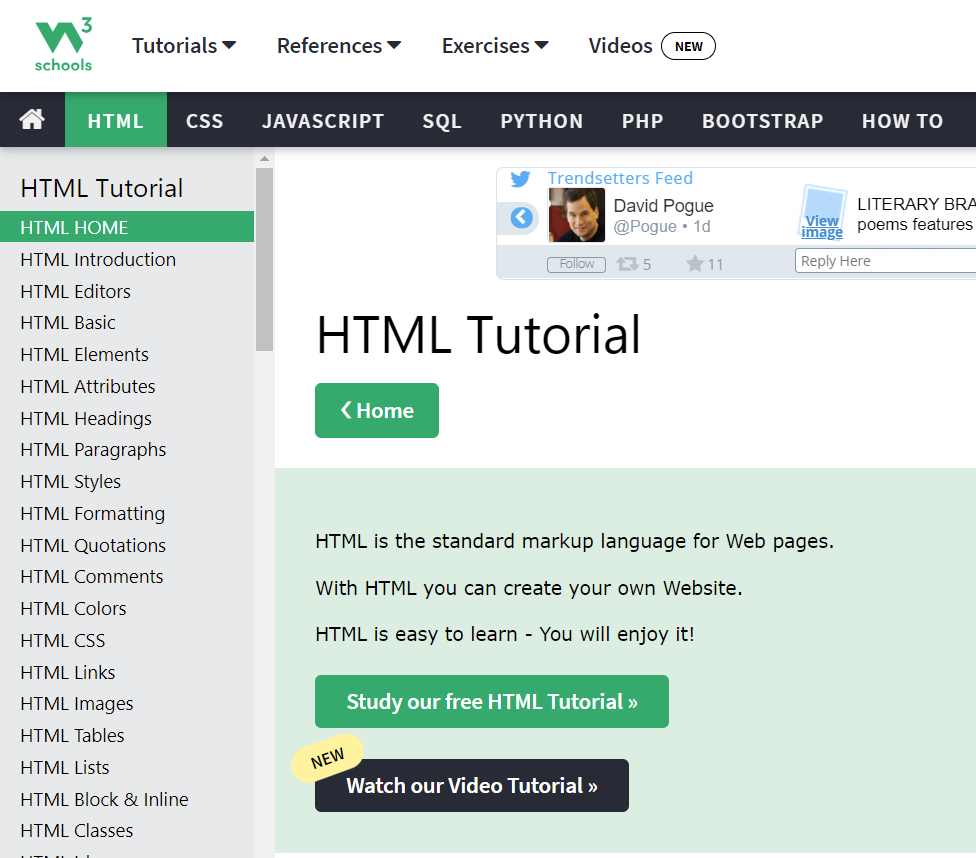 3
schools
Tutorials
References
Exercises
Videos
NEW
HTML
CSS
JAVASCRIPT
SQL
PYTHON
PHP
BOOTSTRAP
HOW TO
HTML Tutorial
HTML HOME
HTML Introduction
HTML Editors
HTML Basic
HTML Elements
HTML Attributes
HTML Headings
HTML Paragraphs
HTML Styles
HTML Formatting
HTML Quotations
HTML Comments
HTML Colors
HTML CSS
HTML Links
HTML Images
HTML Tables
HTML Lists
HTML Block & Inline
HTML Classes
Trendsetters Feed
David Pogue
@Pogue • 1d
Follow
5
11
View
image
LITERARY BRA
poems features
Reply Here
HTML Tutorial
❮ Home
HTML is the standard markup language for Web pages.
With HTML you can create your own Website.
HTML is easy to learn - You will enjoy it!
Study our free HTML Tutorial »
NEW
Watch our Video Tutorial »